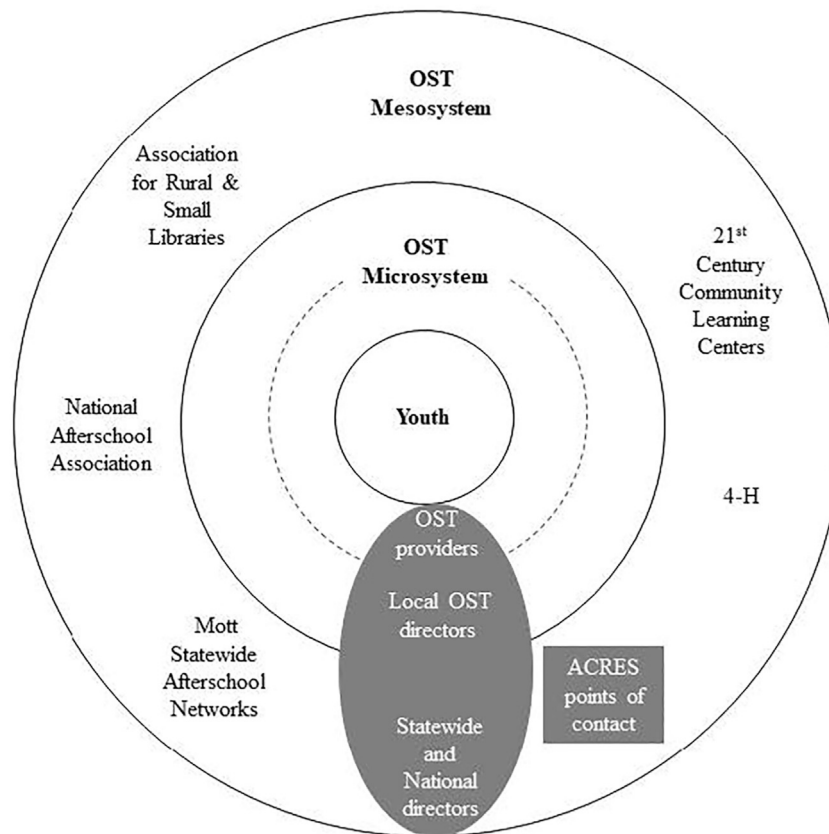 OST
Mesosystem
Association
for Rural &
Small
Libraries
21st
Century
Community
Learning
Centers
OST
Microsystem
Youth
National
Afterschool
Association
4-H
OST
providers
Local OST
directors
Mott
Statewide
Afterschool
Networks
ACRES
points of
contact
Statewide
and
National
directors